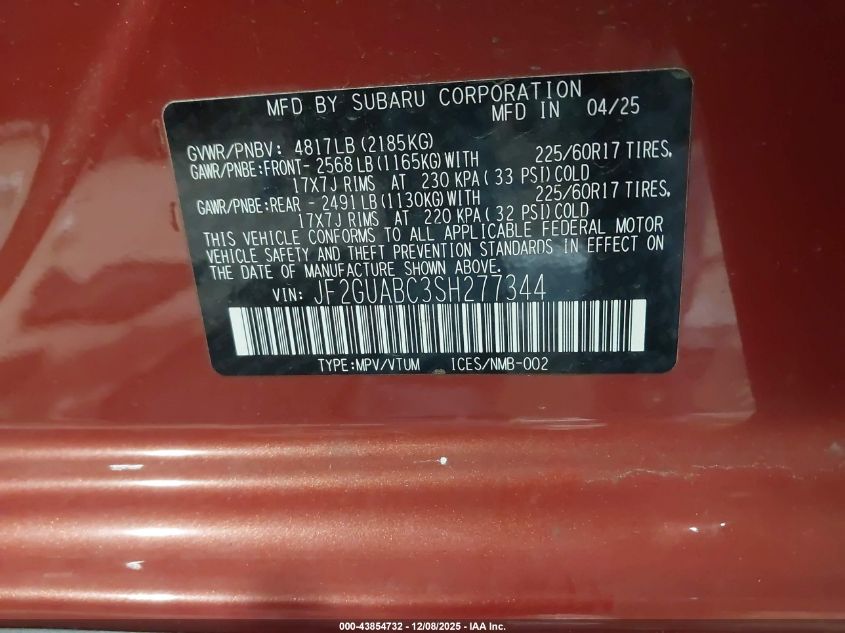 MFD BY SUBARU CORPORATION
MFD IN 04/25
GVWR/PNBV: 4817LB (2185KG)
GAWR/PNBE:FRONT- 2568 LB (1165KG) WITH 225/60R17 TIRES,
17X7J RIMS AT 230 KPA ( 33 PSI) COLD
GAWR/PNBE:REAR - 2491 LB (1130KG) WITH 225/60R17 TIRES,
17X7J RIMS AT 220 KPA ( 32 PSI) COLD
THIS VEHICLE CONFORMS TO ALL APPLICABLE FEDERAL MOTOR
VEHICLE SAFETY AND THEFT PREVENTION STANDARDS IN EFFECT ON
THE DATE OF MANUFACTURE SHOWN ABOVE.
VIN: JF2GUABC3SH277344
TYPE:MPV/VTUM ICES/NMB-002
000-43854732 - 12/08/2025 - IAA Inc.